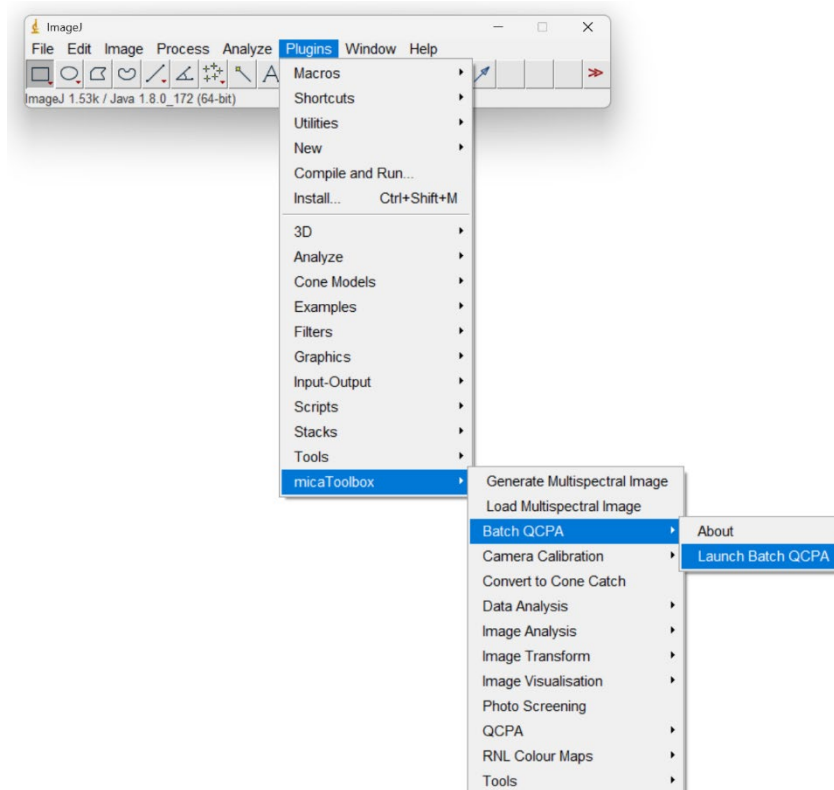 ImageJ
File Edit Image Process Analyze Plugins Window Help
A
ImageJ 1.53k / Java 1.8.0_172 (64-bit)
Macros
Shortcuts
Utilities
New
Compile and Run...
Install... Ctrl+Shift+M
3D
Analyze
Cone Models
Examples
Filters
Graphics
Input-Output
Scripts
Stacks
Tools
micaToolbox
Generate Multispectral Image
Load Multispectral Image
Batch QCPA
Camera Calibration
Convert to Cone Catch
Data Analysis
Image Analysis
Image Transform
Image Visualisation
Photo Screening
QCPA
RNL Colour Maps
Tools
About
Launch Batch QCPA